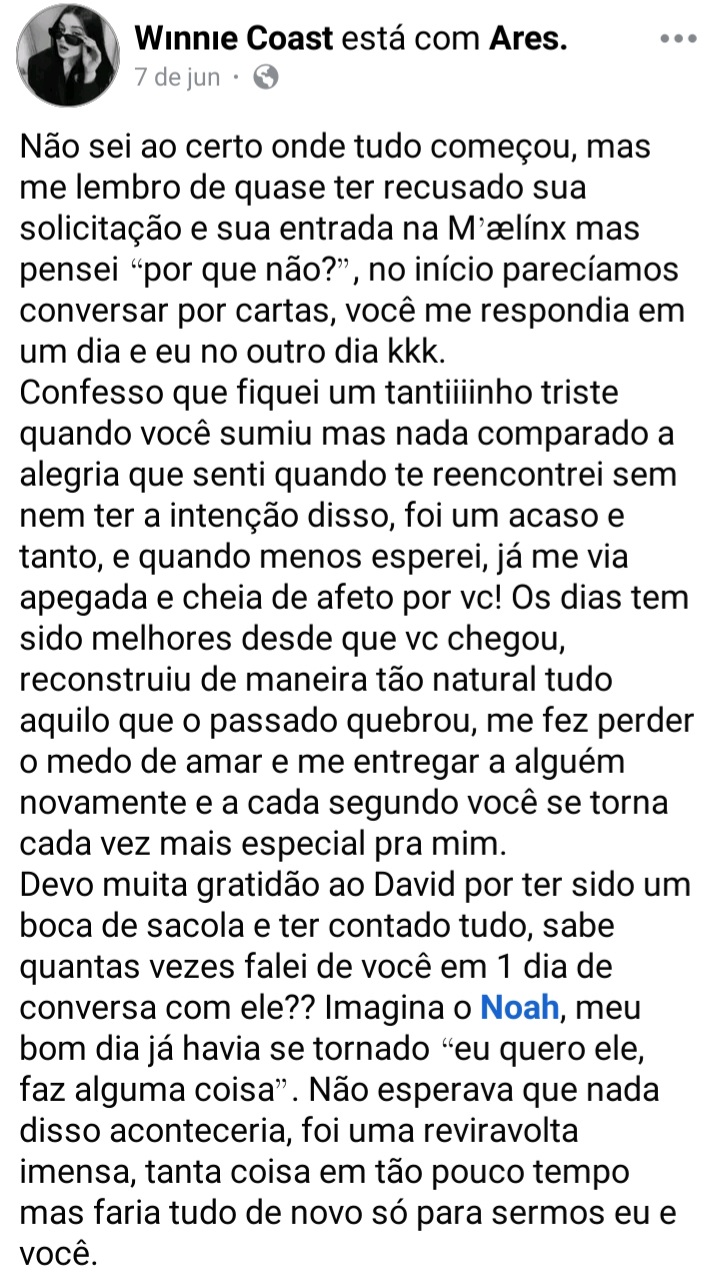 Wınnıe Coast está com Ares.
7 de jun ·
Não sei ao certo onde tudo começou, mas
me lembro de quase ter recusado sua
solicitação e sua entrada na M’ælínx mas
pensei “por que não?”, no início parecíamos
conversar por cartas, você me respondia em
um dia e eu no outro dia kkk.
Confesso que fiquei um tantiiiinho triste
quando você sumiu mas nada comparado a
alegria que senti quando te reencontrei sem
nem ter a intenção disso, foi um acaso e
tanto, e quando menos esperei, já me via
apegada e cheia de afeto por vc! Os dias tem
sido melhores desde que vc chegou,
reconstruiu de maneira tão natural tudo
aquilo que o passado quebrou, me fez perder
o medo de amar e me entregar a alguém
novamente e a cada segundo você se torna
cada vez mais especial pra mim.
Devo muita gratidão ao David por ter sido um
boca de sacola e ter contado tudo, sabe
quantas vezes falei de você em 1 dia de
conversa com ele?? Imagina o Noah, meu
bom dia já havia se tornado “eu quero ele,
faz alguma coisa”. Não esperava que nada
disso aconteceria, foi uma reviravolta
imensa, tanta coisa em tão pouco tempo
mas faria tudo de novo só para sermos eu e
você.